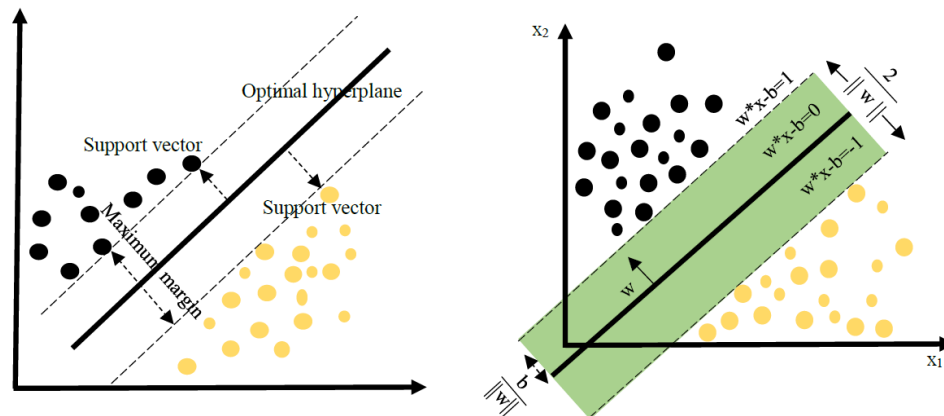 Optimal hyperplane
Support vector
Support vector
Maximum margin
x₂
w*x-b=1
2
‖w‖
w*x-b=0
w*x-b=-1
w
b
‖w‖
x₁